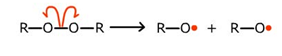 R—O—O—R ⟶ R—O• + R—O•